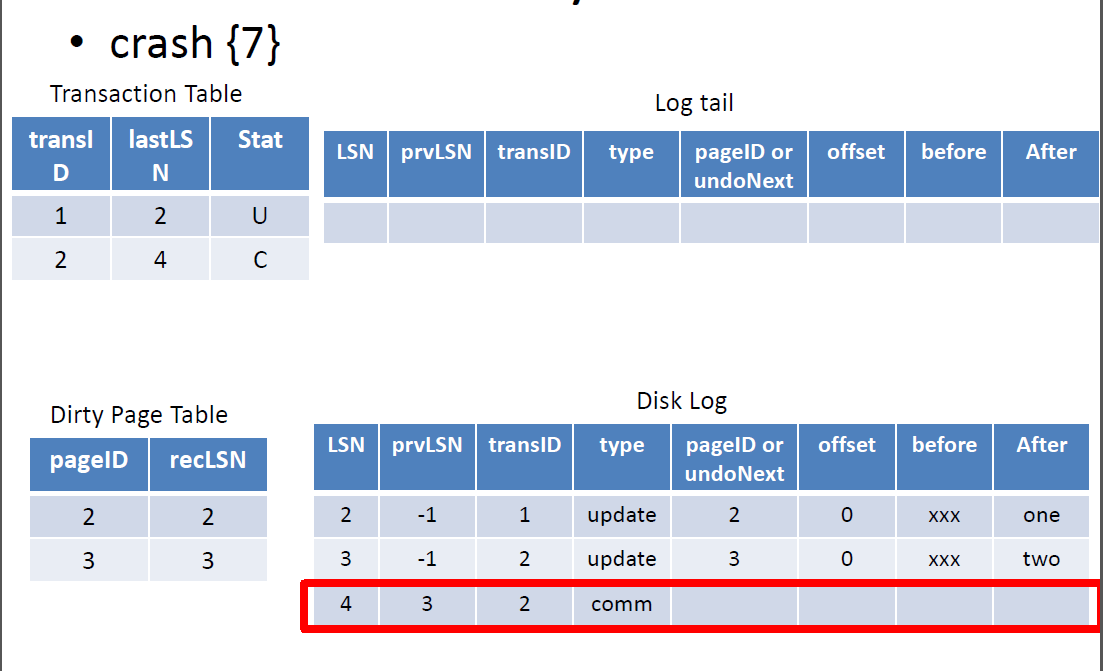 • crash {7}
Transaction Table
transI
D
lastLS
N
Stat
1 2 U
2 4 C
Log tail
LSN prvLSN transID type pageID or
undoNext
offset before After
Dirty Page Table
pageID recLSN
2 2
3 3
Disk Log
LSN prvLSN transID type pageID or
undoNext
offset before After
2 -1 1 update 2 0 xxx one
3 -1 2 update 3 0 xxx two
4 3 2 comm